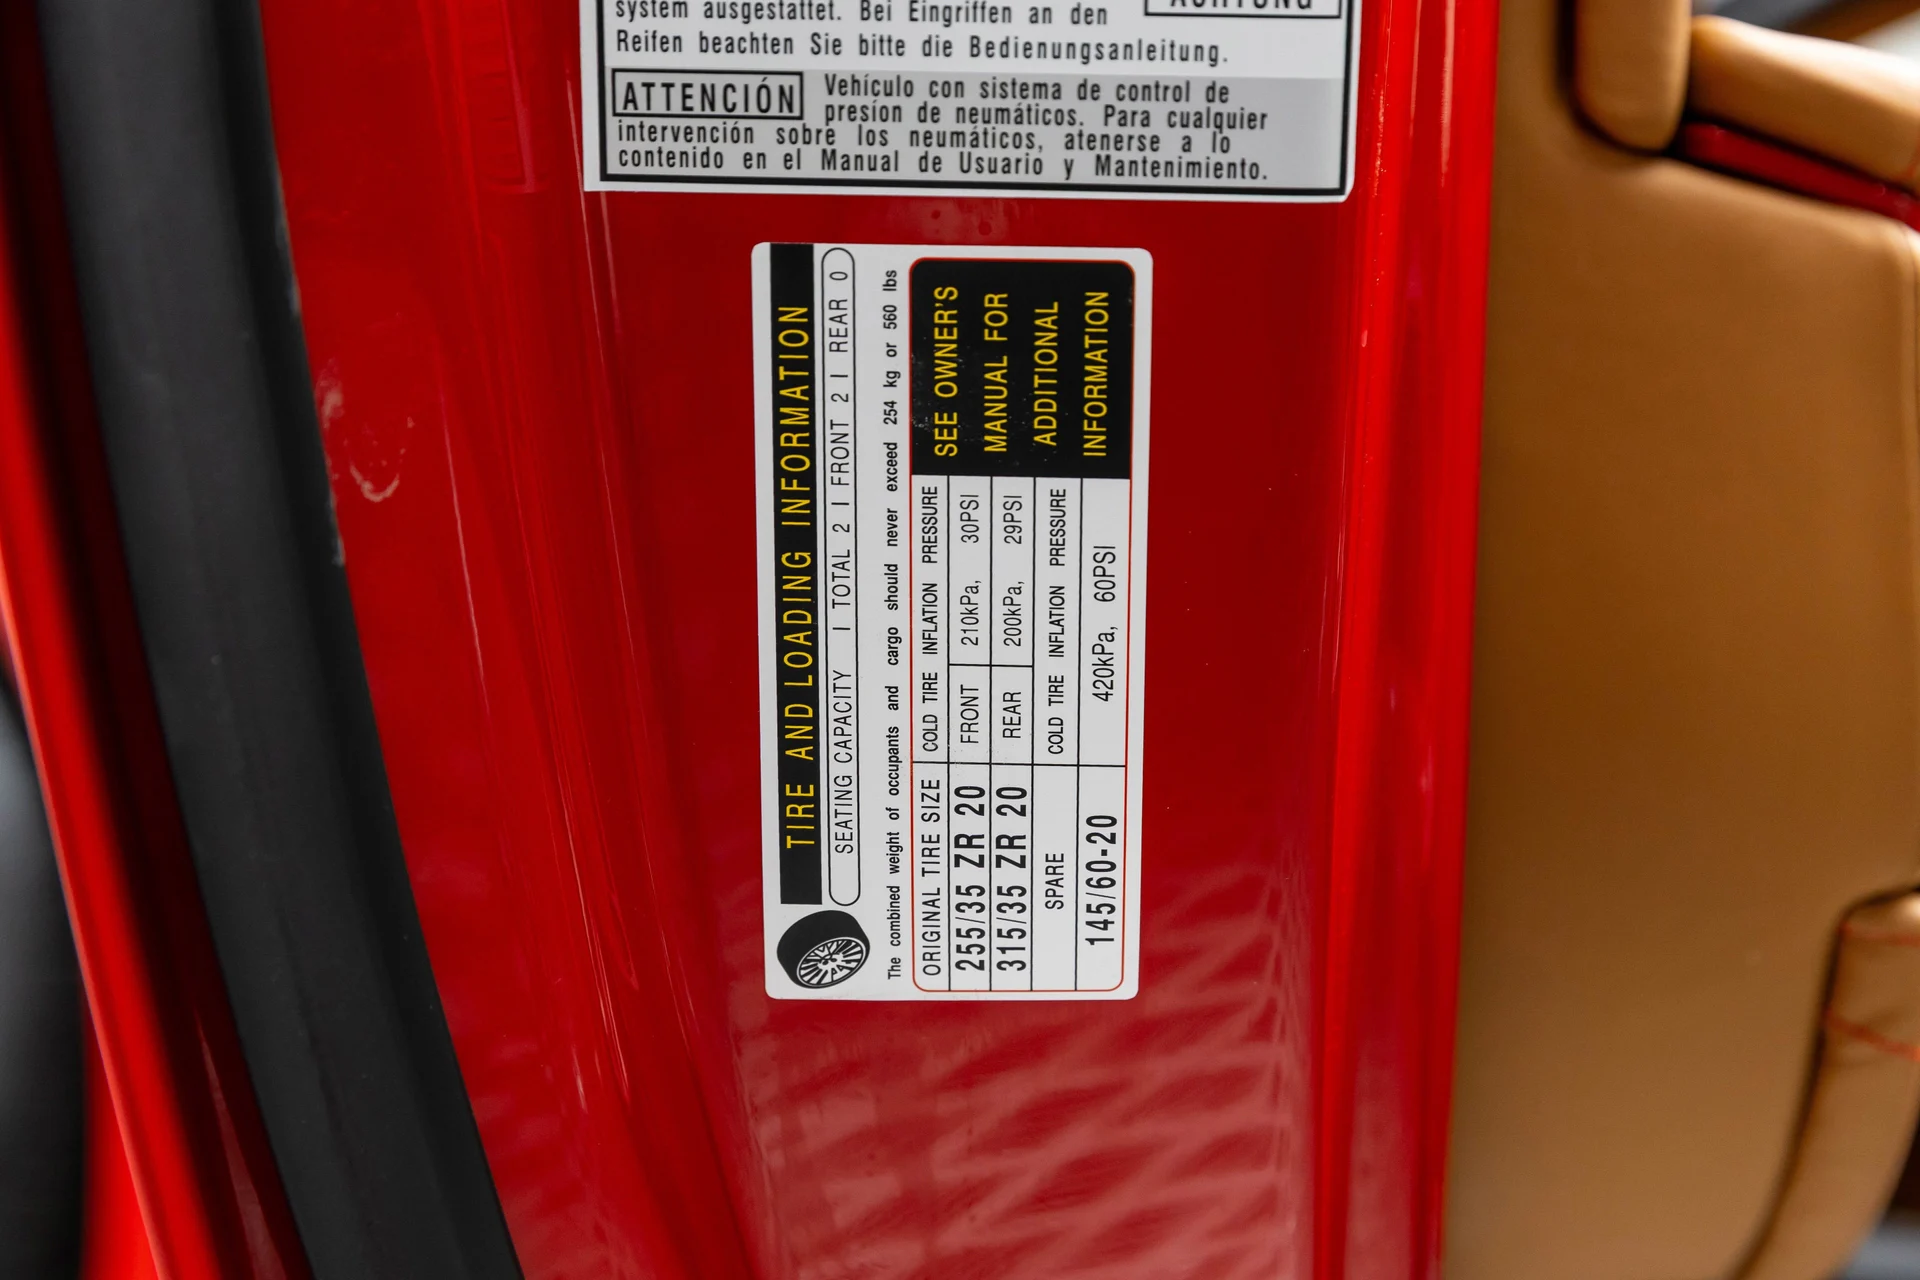 system ausgestattet. Bei Eingriffen an den
ACHTUNG
Reifen beachten Sie bitte die Bedienungsanleitung.
ATTENCIÓN
Vehículo con sistema de control de
presíon de neumáticos. Para cualquier
intervención sobre los neumáticos, atenerse a lo
contenido en el Manual de Usuario y Mantenimiento.
TIRE AND LOADING INFORMATION
SEATING CAPACITY | TOTAL 2 | FRONT 2 | REAR 0
The combined weight of occupants and cargo should never exceed 254 kg or 560 lbs
ORIGINAL TIRE SIZE COLD TIRE INFLATION PRESSURE
255/35 ZR 20 FRONT 210kPa, 30PSI
315/35 ZR 20 REAR 200kPa, 29PSI
SPARE COLD TIRE INFLATION PRESSURE
145/60-20 420kPa, 60PSI
SEE OWNER'S
MANUAL FOR
ADDITIONAL
INFORMATION